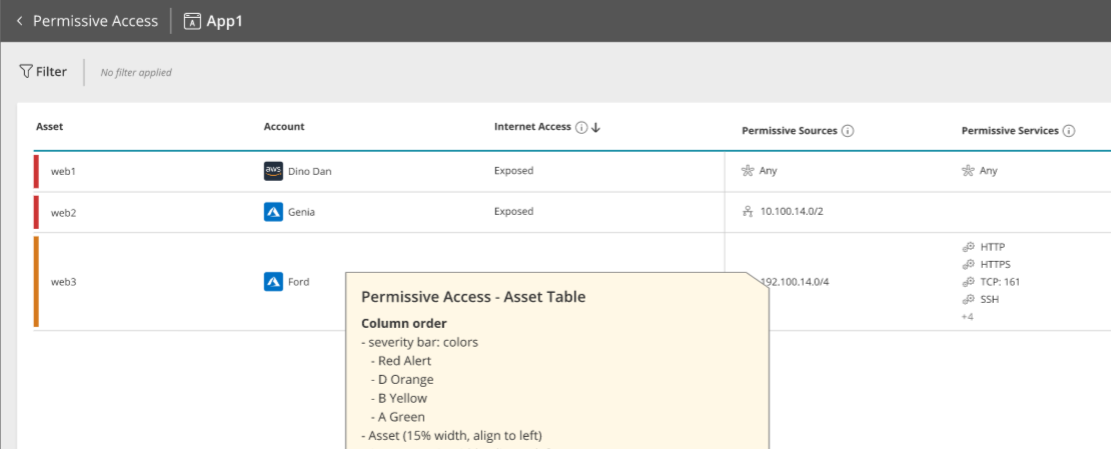 Permissive Access App1
Filter No filter applied
Asset Account Internet Access Permissive Sources Permissive Services
web1 aws Dino Dan Exposed Any Any
web2 Genia Exposed 10.100.14.0/2
web3 Ford 192.100.14.0/4
HTTP
HTTPS
TCP: 161
SSH
+4
Permissive Access - Asset Table
Column order
- severity bar: colors
- Red Alert
- D Orange
- B Yellow
- A Green
- Asset (15% width, align to left)